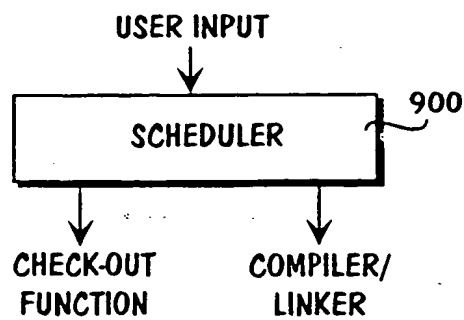 USER INPUT
SCHEDULER
900
CHECK-OUT
FUNCTION
COMPILER/
LINKER